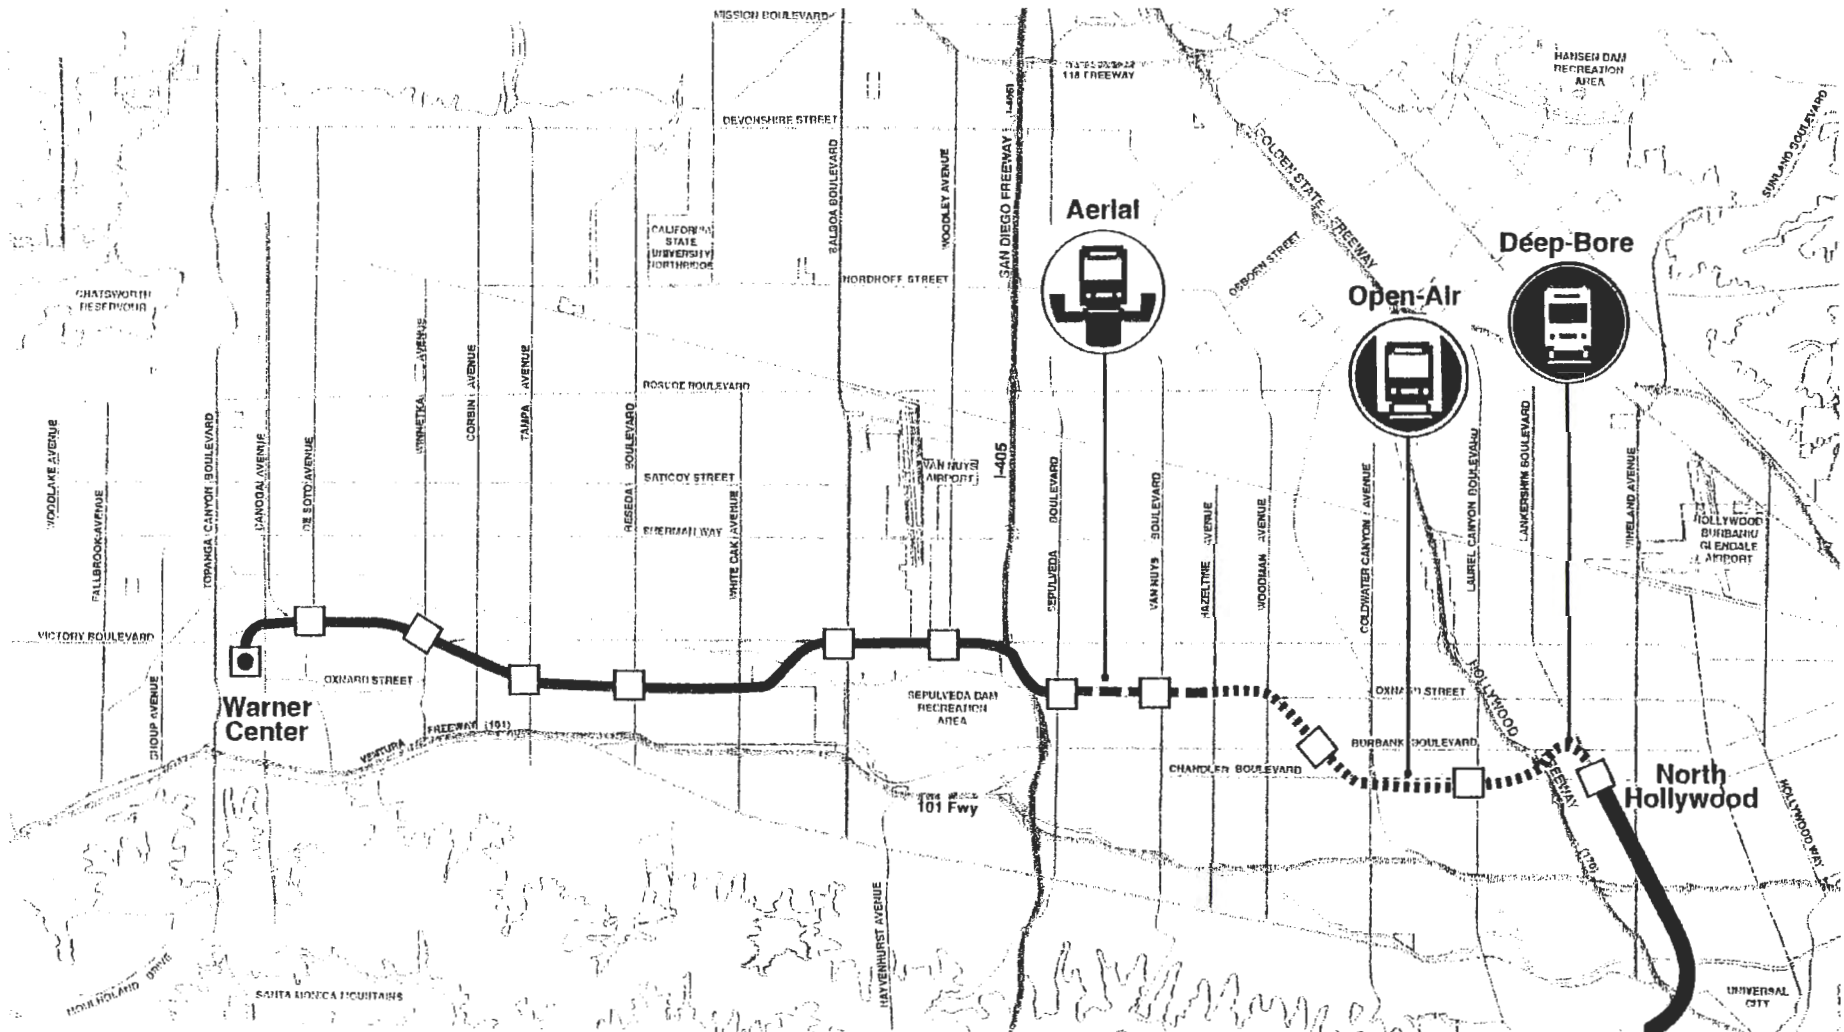 MISSION BOULEVARD
118 FREEWAY
HANSEN DAM
RECREATION
AREA
DEVONSHIRE STREET
SUNLAND BOULEVARD
GOLDEN STATE FREEWAY
BALBOA BOULEVARD
WOODLEY AVENUE
SAN DIEGO FREEWAY
Aerial
Deep-Bore
Open-Air
OSBORN STREET
CALIFORNIA
STATE
UNIVERSITY
NORTHRIDGE
NORDHOFF STREET
CHATSWORTH
RESERVOIR
WINNETKA AVENUE
CORBIN AVENUE
TAMPA AVENUE
ROSCOE BOULEVARD
WOODLAKE AVENUE
FALLBROOK AVENUE
TOPANGA CANYON BOULEVARD
CANOGA AVENUE
DE SOTO AVENUE
RESEDA BOULEVARD
SATICOY STREET
SHERMAN WAY
WHITE OAK AVENUE
VAN NUYS
AIRPORT
I-405
SEPULVEDA BOULEVARD
VAN NUYS BOULEVARD
HAZELTINE AVENUE
WOODMAN AVENUE
COLDWATER CANYON AVENUE
LAUREL CANYON BOULEVARD
LANKERSHIM BOULEVARD
VINELAND AVENUE
HOLLYWOOD
BURBANK
GLENDALE
AIRPORT
VICTORY BOULEVARD
SHOUP AVENUE
OXNARD STREET
Warner
Center
VENTURA FREEWAY (101)
SEPULVEDA DAM
RECREATION
AREA
OXNARD STREET
BURBANK BOULEVARD
CHANDLER BOULEVARD
HOLLYWOOD FREEWAY (170)
North
Hollywood
HOLLYWOOD WAY
101 Fwy
HAYVENHURST AVENUE
MULHOLLAND DRIVE
SANTA MONICA MOUNTAINS
UNIVERSAL
CITY